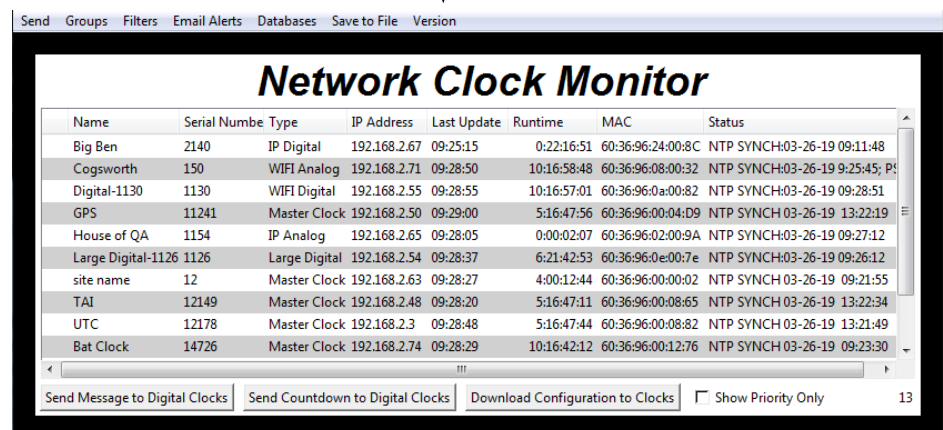 Send Groups Filters Email Alerts Databases Save to File Version
Network Clock Monitor
Name Serial Numbe Type IP Address Last Update Runtime MAC Status
Big Ben 2140 IP Digital 192.168.2.67 09:25:15 0:22:16:51 60:36:96:24:00:8C NTP SYNCH:03-26-19 09:11:48
Cogsworth 150 WIFI Analog 192.168.2.71 09:28:50 10:16:58:48 60:36:96:08:00:32 NTP SYNCH:03-26-19 9:25:45; PS
Digital-1130 1130 WIFI Digital 192.168.2.55 09:28:55 10:16:57:01 60:36:96:0a:00:82 NTP SYNCH:03-26-19 09:28:51
GPS 11241 Master Clock 192.168.2.50 09:29:00 5:16:47:56 60:36:96:00:04:D9 NTP SYNCH 03-26-19 13:22:19
House of QA 1154 IP Analog 192.168.2.65 09:28:05 0:00:02:07 60:36:96:02:00:9A NTP SYNCH:03-26-19 09:27:12
Large Digital-1126 1126 Large Digital 192.168.2.54 09:28:37 6:21:42:53 60:36:96:0e:00:7e NTP SYNCH:03-26-19 09:26:12
site name 12 Master Clock 192.168.2.63 09:28:27 4:00:12:44 60:36:96:00:00:02 NTP SYNCH 03-26-19 09:21:55
TAI 12149 Master Clock 192.168.2.48 09:28:20 5:16:47:11 60:36:96:00:08:65 NTP SYNCH 03-26-19 13:22:34
UTC 12178 Master Clock 192.168.2.3 09:28:48 5:16:47:44 60:36:96:00:08:82 NTP SYNCH 03-26-19 13:21:49
Bat Clock 14726 Master Clock 192.168.2.74 09:28:29 10:16:42:12 60:36:96:00:12:76 NTP SYNCH 03-26-19 09:23:30
Send Message to Digital Clocks Send Countdown to Digital Clocks Download Configuration to Clocks Show Priority Only 13